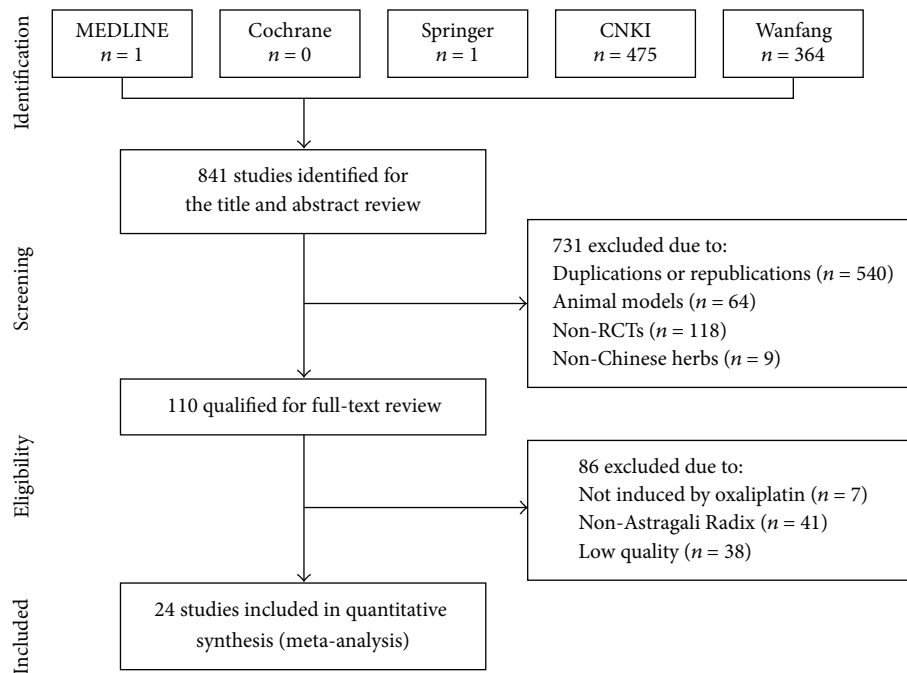 Identification
MEDLINE
n = 1
Cochrane
n = 0
Springer
n = 1
CNKI
n = 475
Wanfang
n = 364
841 studies identified for
the title and abstract review
Screening
731 excluded due to:
Duplications or republications (n = 540)
Animal models (n = 64)
Non-RCTs (n = 118)
Non-Chinese herbs (n = 9)
110 qualified for full-text review
Eligibility
86 excluded due to:
Not induced by oxaliplatin (n = 7)
Non-Astragali Radix (n = 41)
Low quality (n = 38)
Included
24 studies included in quantitative
synthesis (meta-analysis)